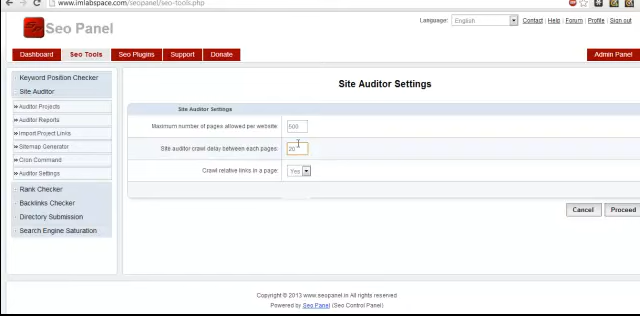 www.imlabspace.com/seopanel/seo-tools.php
Seo Panel
Language: English Contact | Help | Forum | Profile | Sign out
Dashboard Seo Tools Seo Plugins Support Donate Admin Panel
Keyword Position Checker
Site Auditor
» Auditor Projects
» Auditor Reports
» Import Project Links
» Sitemap Generator
» Cron Command
» Auditor Settings
Rank Checker
Backlinks Checker
Directory Submission
Search Engine Saturation
Site Auditor Settings
Site Auditor Settings
Maximum number of pages allowed per website: 500
Site auditor crawl delay between each pages: 20
Crawl relative links in a page: Yes
Cancel Proceed
Copyright © 2013 www.seopanel.in All rights reserved.
Powered by Seo Panel (Seo Control Panel)